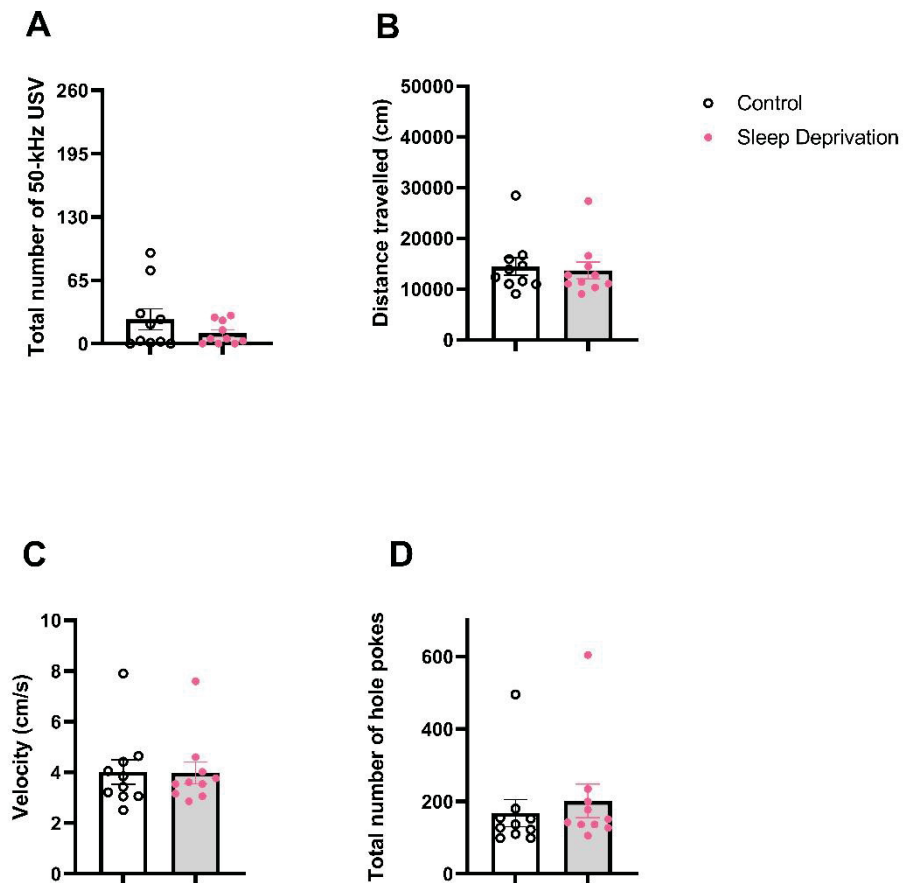 A
B
Total number of 50-kHz USV
260
195
130
65
0
Distance travelled (cm)
50000
40000
30000
20000
10000
0
Control
Sleep Deprivation
C
D
Velocity (cm/s)
10
8
6
4
2
0
Total number of hole pokes
600
400
200
0